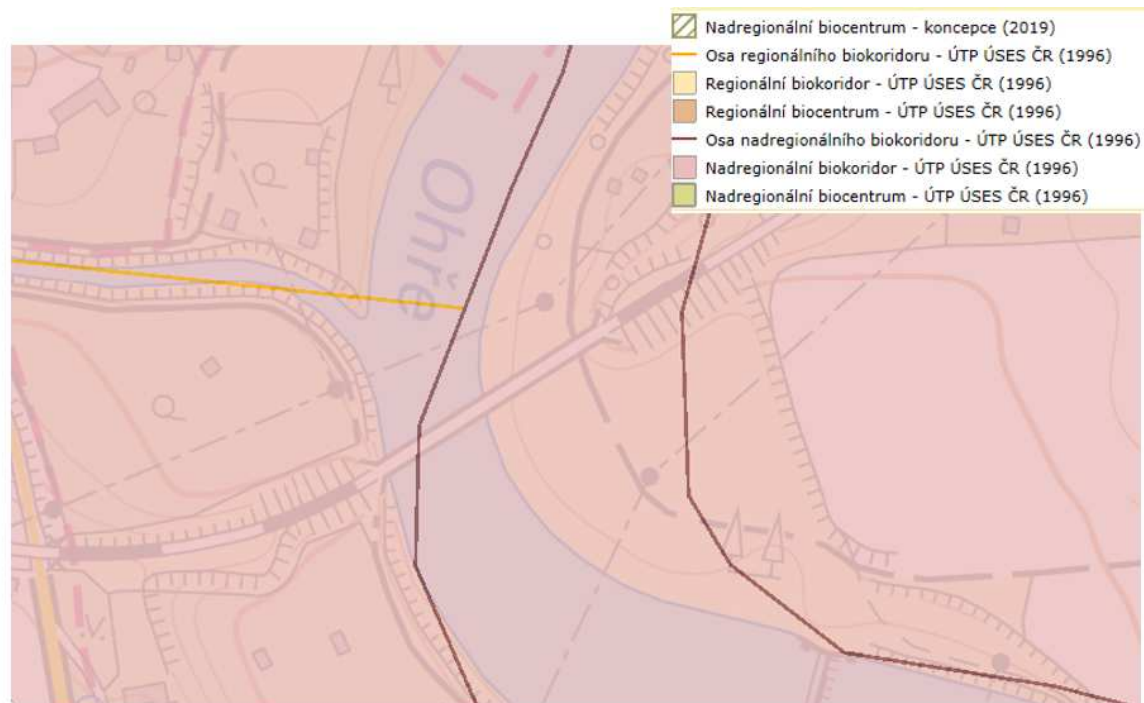 Nadregionální biocentrum - koncepce (2019)
Osa regionálního biokoridoru - ÚTP ÚSES ČR (1996)
Regionální biokoridor - ÚTP ÚSES ČR (1996)
Regionální biocentrum - ÚTP ÚSES ČR (1996)
Osa nadregionálního biokoridoru - ÚTP ÚSES ČR (1996)
Nadregionální biokoridor - ÚTP ÚSES ČR (1996)
Nadregionální biocentrum - ÚTP ÚSES ČR (1996)
Ohře